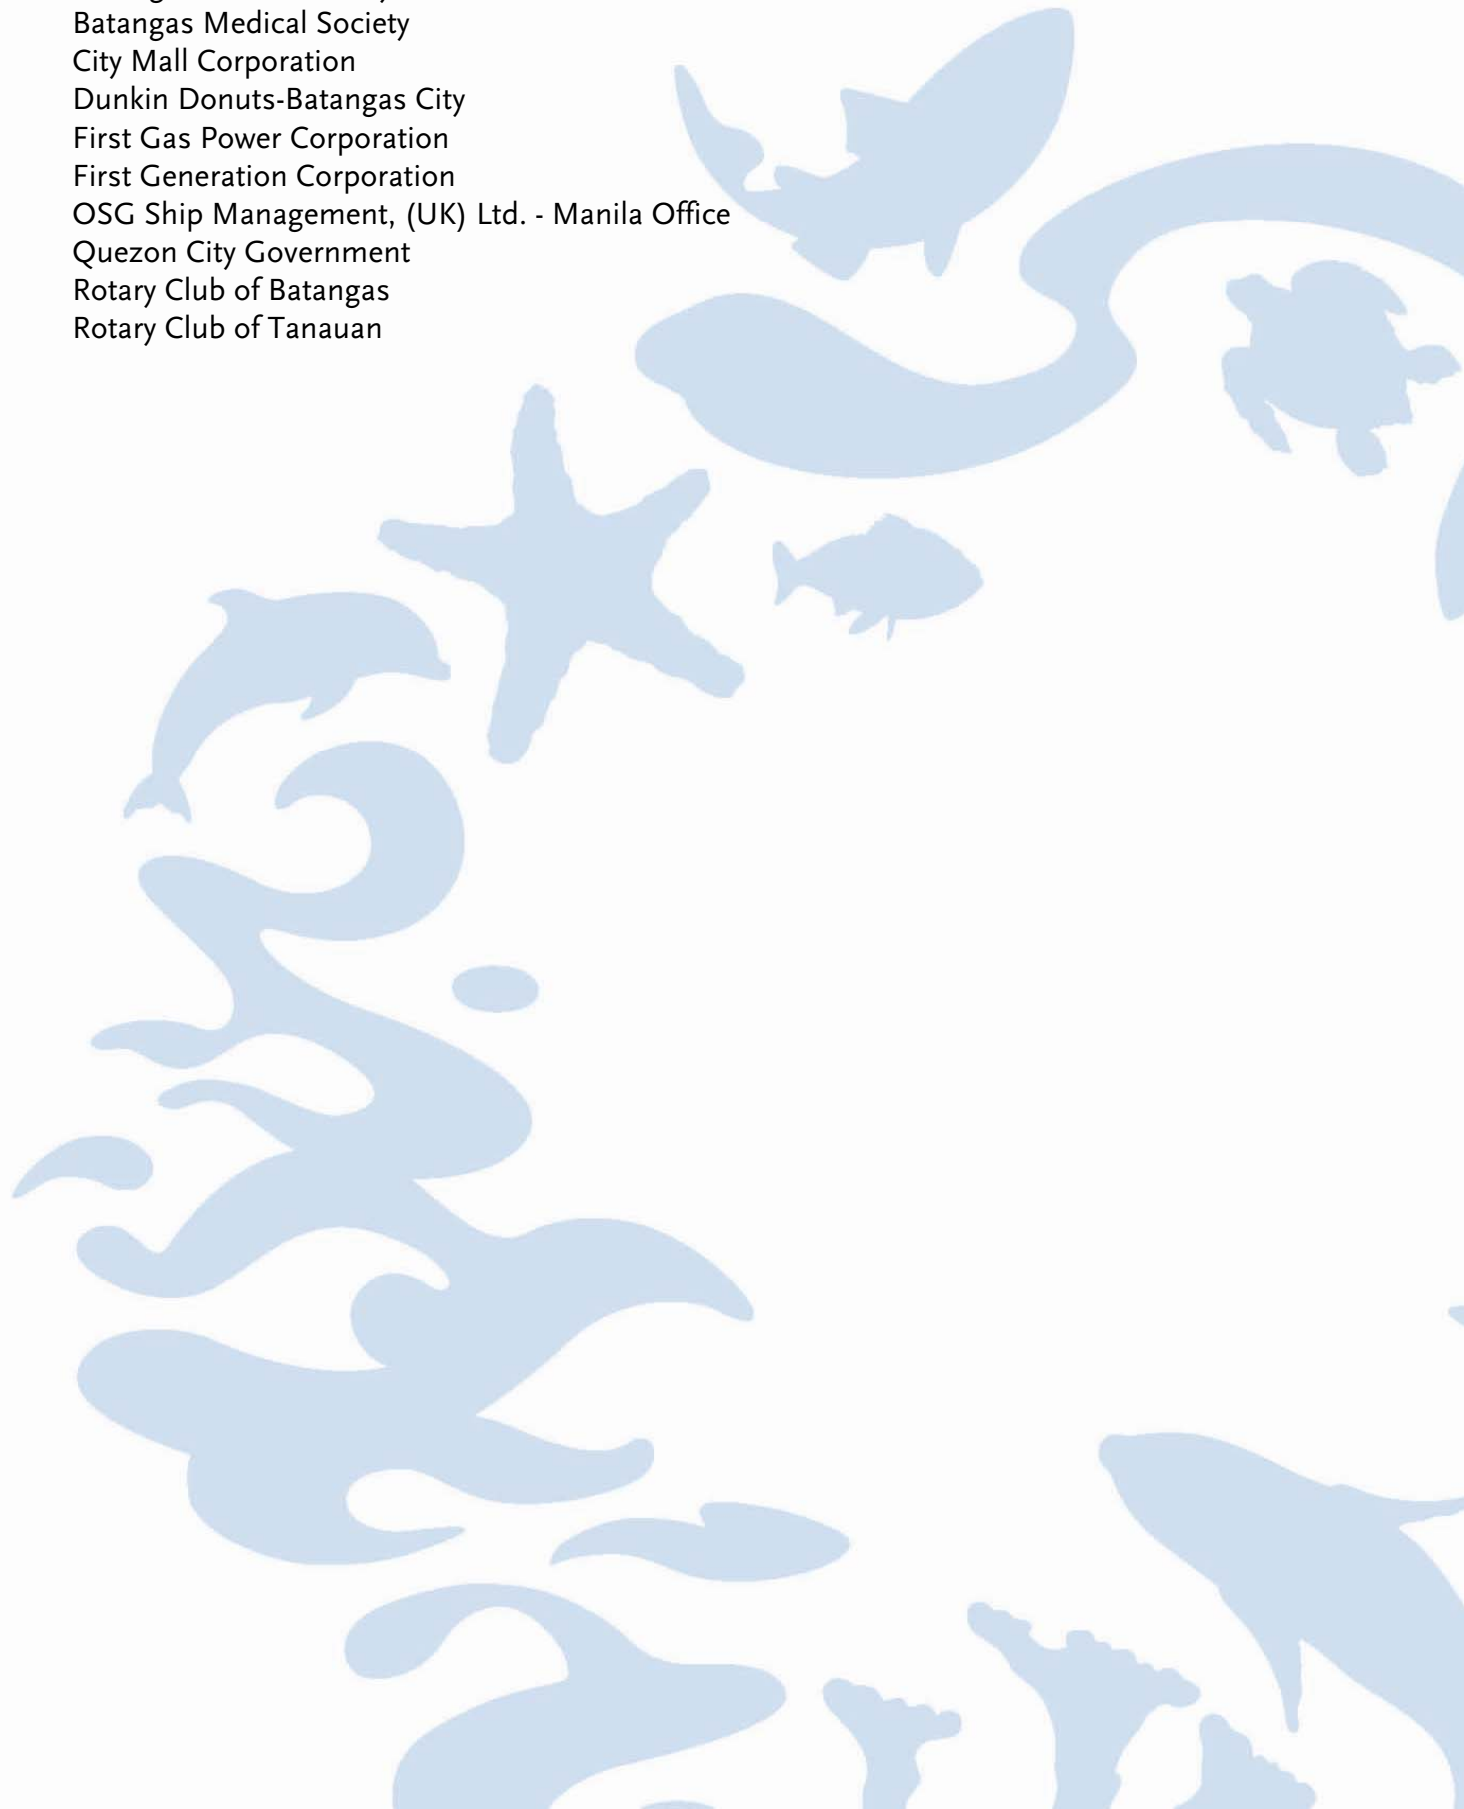 Batangas Medical Society
City Mall Corporation
Dunkin Donuts-Batangas City
First Gas Power Corporation
First Generation Corporation
OSG Ship Management, (UK) Ltd. - Manila Office
Quezon City Government
Rotary Club of Batangas
Rotary Club of Tanauan